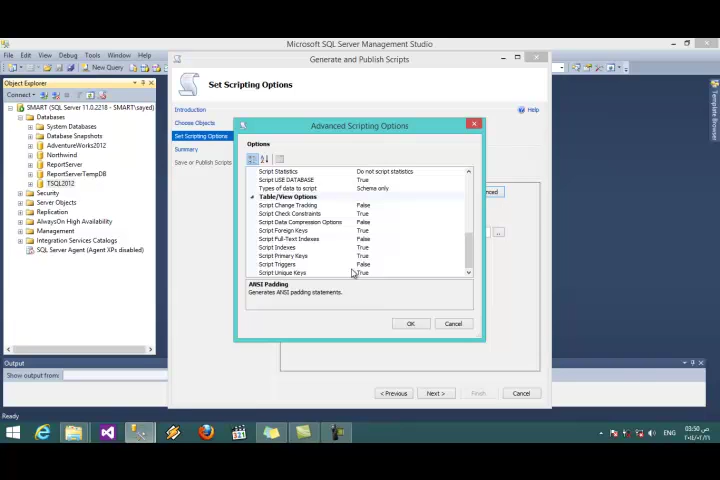 Microsoft SQL Server Management Studio
File Edit View Debug Tools Window Help
New Query
Object Explorer
Connect
SMART (SQL Server 11.0.2218 - SMART\sayed)
Databases
System Databases
Database Snapshots
AdventureWorks2012
Northwind
ReportServer
ReportServerTempDB
TSQL2012
Security
Server Objects
Replication
AlwaysOn High Availability
Management
Integration Services Catalogs
SQL Server Agent (Agent XPs disabled)
Generate and Publish Scripts
Set Scripting Options
Introduction
Choose Objects
Set Scripting Options
Summary
Save or Publish Scripts
Help
Advanced Scripting Options
Options
Script Statistics Do not script statistics
Script USE DATABASE True
Types of data to script Schema only
Table/View Options
Script Change Tracking False
Script Check Constraints True
Script Data Compression Options False
Script Foreign Keys True
Script Full-Text Indexes False
Script Indexes True
Script Primary Keys True
Script Triggers False
Script Unique Keys True
ANSI Padding
Generates ANSI padding statements.
OK Cancel
< Previous Next > Finish Cancel
Template Browser
Output
Show output from:
Ready
ENG
03:50 ص